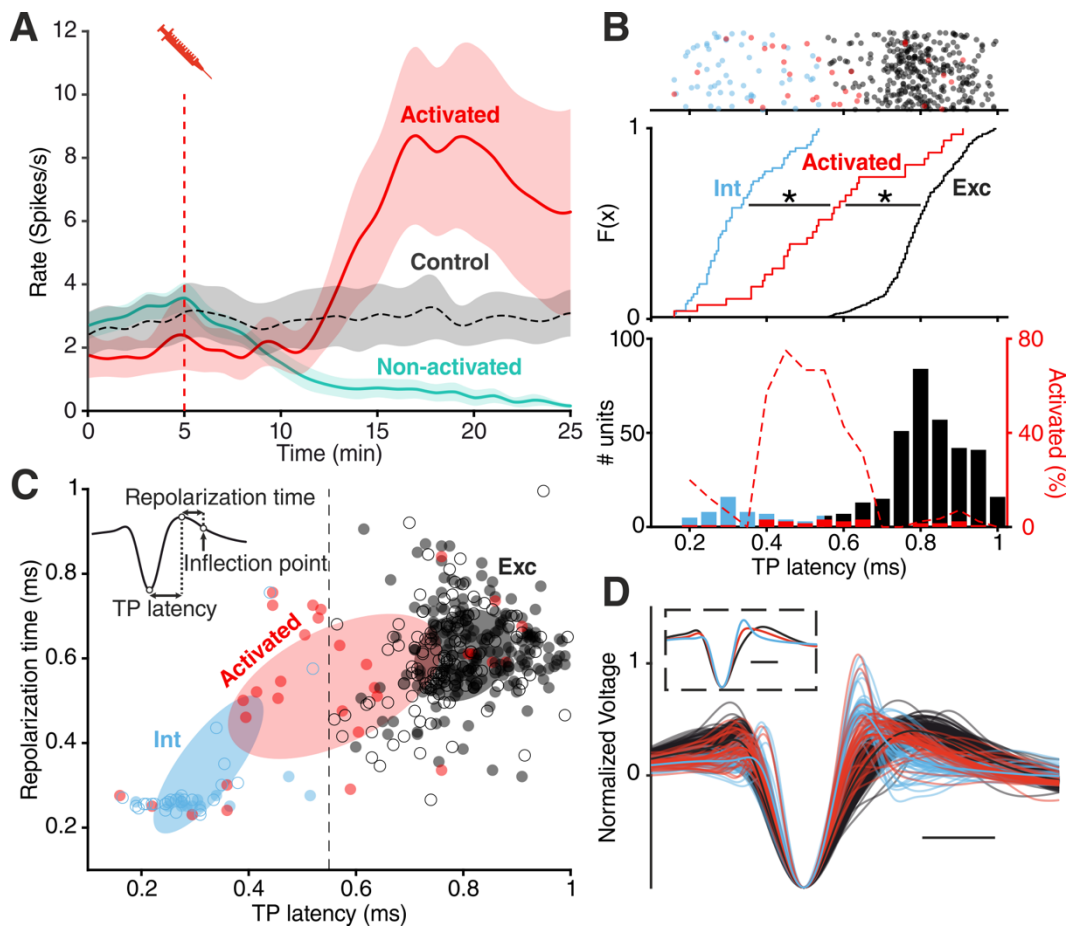 A
12
10
8
6
4
2
0
Rate (Spikes/s)
Activated
Control
Non-activated
0 5 10 15 20 25
Time (min)
B
1
0
F(x)
Int
Activated
Exc
*
*
100
50
0
# units
80
40
0
Activated (%)
0.2 0.4 0.6 0.8 1
TP latency (ms)
C
1
0.8
0.6
0.4
0.2
Repolarization time (ms)
Repolarization time
Inflection point
TP latency
Exc
Activated
Int
0.2 0.4 0.6 0.8 1
TP latency (ms)
D
1
0
Normalized Voltage